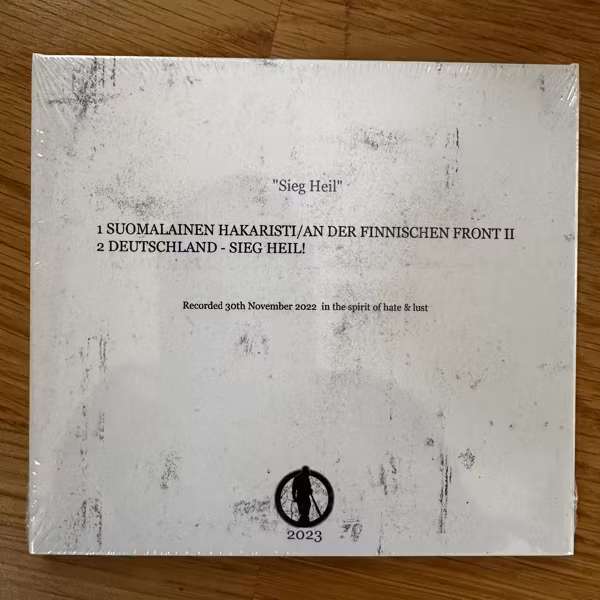 "Sieg Heil"
1 SUOMALAINEN HAKARISTI/AN DER FINNISCHEN FRONT II
2 DEUTSCHLAND - SIEG HEIL!
Recorded 30th November 2022 in the spirit of hate & lust
2023